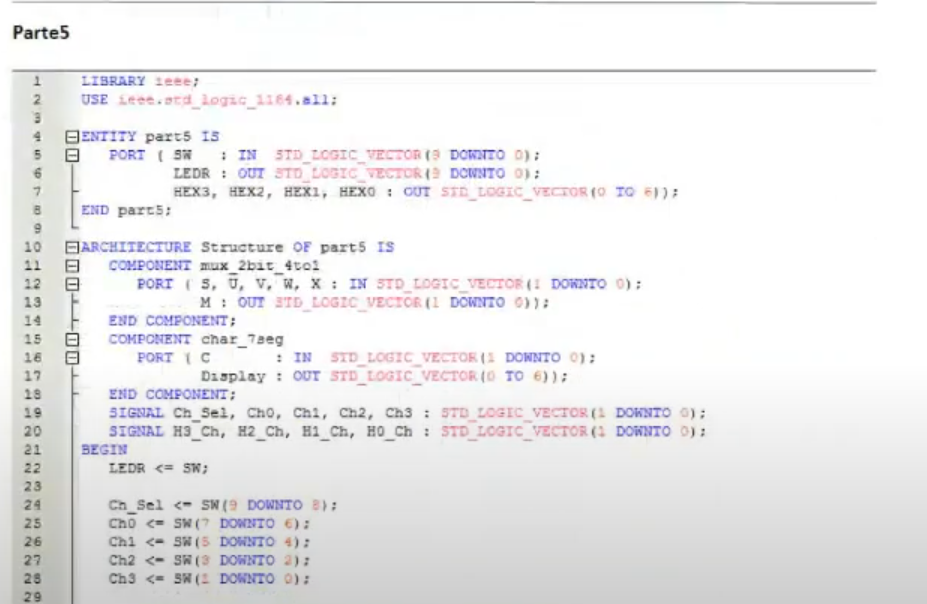 Parte5
1 LIBRARY ieee;
2 USE ieee.std_logic_1164.all;
3
4 ENTITY part5 IS
5 PORT ( SW : IN STD_LOGIC_VECTOR(9 DOWNTO 0);
6 LEDR : OUT STD_LOGIC_VECTOR(9 DOWNTO 0);
7 HEX3, HEX2, HEX1, HEX0 : OUT STD_LOGIC_VECTOR(0 TO 6));
8 END part5;
9
10 ARCHITECTURE Structure OF part5 IS
11 COMPONENT mux_2bit_4to1
12 PORT ( S, U, V, W, X : IN STD_LOGIC_VECTOR(1 DOWNTO 0);
13 M : OUT STD_LOGIC_VECTOR(1 DOWNTO 0));
14 END COMPONENT;
15 COMPONENT char_7seg
16 PORT ( C : IN STD_LOGIC_VECTOR(1 DOWNTO 0);
17 Display : OUT STD_LOGIC_VECTOR(0 TO 6));
18 END COMPONENT;
19 SIGNAL Ch_Sel, Ch0, Ch1, Ch2, Ch3 : STD_LOGIC_VECTOR(1 DOWNTO 0);
20 SIGNAL H3_Ch, H2_Ch, H1_Ch, H0_Ch : STD_LOGIC_VECTOR(1 DOWNTO 0);
21 BEGIN
22 LEDR <= SW;
23
24 Ch_Sel <= SW(9 DOWNTO 8);
25 Ch0 <= SW(7 DOWNTO 6);
26 Ch1 <= SW(5 DOWNTO 4);
27 Ch2 <= SW(3 DOWNTO 2);
28 Ch3 <= SW(1 DOWNTO 0);
29